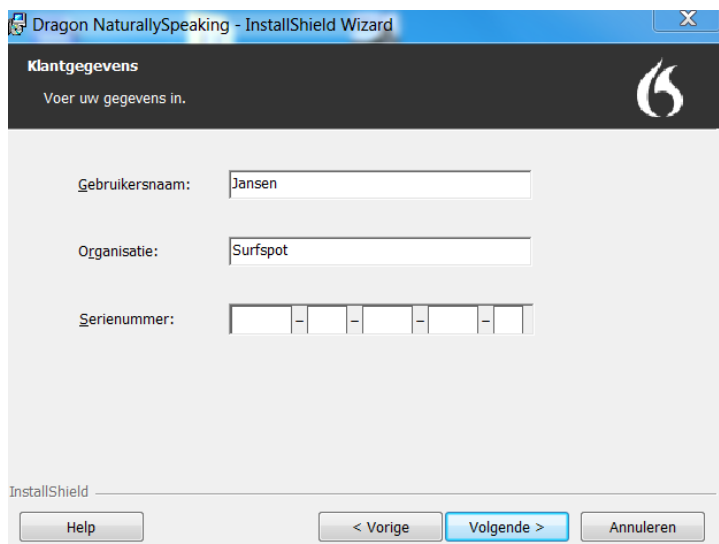 Dragon NaturallySpeaking - InstallShield Wizard
Klantgegevens
Voer uw gegevens in.
Gebruikersnaam: Jansen
Organisatie: Surfspot
Serienummer: – – – –
InstallShield
Help < Vorige Volgende > Annuleren